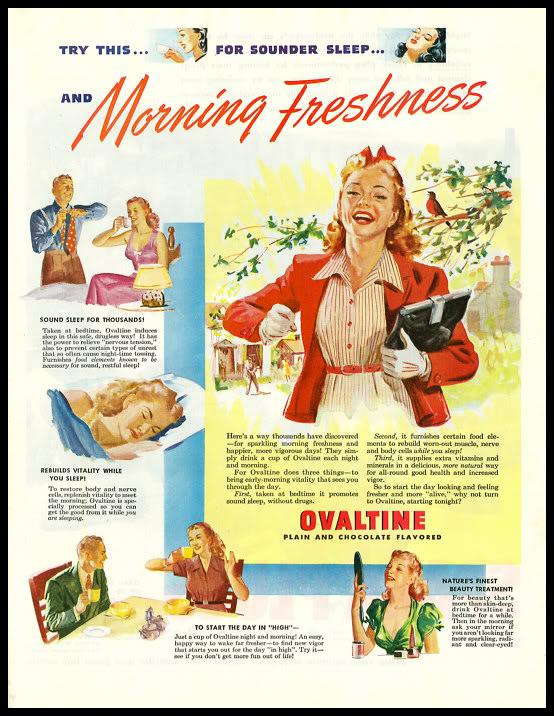 TRY THIS... FOR SOUNDER SLEEP...
AND Morning Freshness
SOUND SLEEP FOR THOUSANDS!
Taken at bedtime, Ovaltine induces
sleep in this safe, drugless way! It has
the power to relieve "nervous tension,"
also to prevent certain types of unrest
that so often cause night-time tossing.
Furnishes food elements known to be
necessary for sound, restful sleep!
REBUILDS VITALITY WHILE
YOU SLEEP!
To restore body and nerve
cells, replenish vitality to meet
the morning; Ovaltine is spe-
cially processed so you can
get the good from it while you
are sleeping.
Here's a way thousands have discovered
—for sparkling morning freshness and
happier, more vigorous days! They sim-
ply drink a cup of Ovaltine each night
and morning.
For Ovaltine does three things—to
bring early-morning vitality that sees you
through the day.
First, taken at bedtime it promotes
sound sleep, without drugs.
Second, it furnishes certain food ele-
ments to rebuild worn-out muscle, nerve
and body cells while you sleep!
Third, it supplies extra vitamins and
minerals in a delicious, more natural way
for all-round good health and increased
vigor.
So to start the day looking and feeling
fresher and more "alive," why not turn
to Ovaltine, starting tonight?
OVALTINE
PLAIN AND CHOCOLATE FLAVORED
TO START THE DAY IN "HIGH"—
Just a cup of Ovaltine night and morning! An easy,
happy way to wake far fresher—to find new vigor
that starts you out for the day "in high". Try it—
see if you don't get more fun out of life!
NATURE'S FINEST
BEAUTY TREATMENT!
For beauty that's
more than skin-deep,
drink Ovaltine at
bedtime for a while.
Then in the morning
ask your mirror if
you aren't looking far
more sparkling, radi-
ant and clear-eyed!